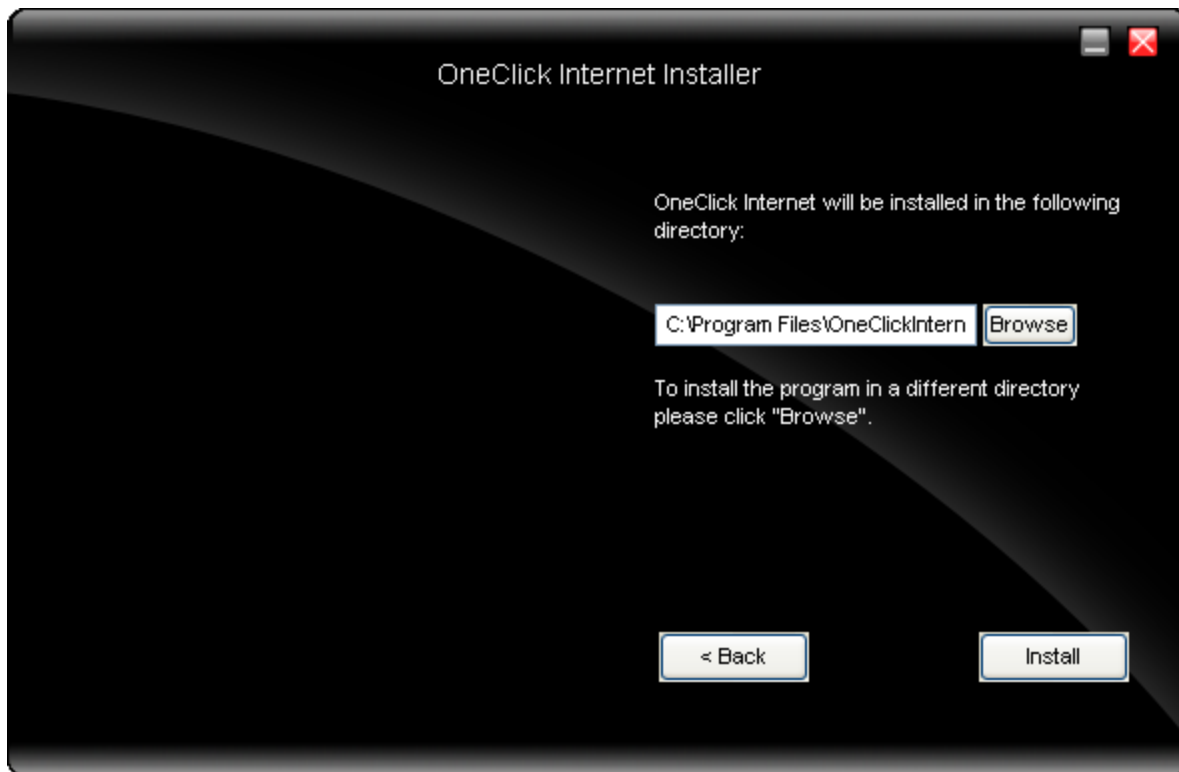 OneClick Internet Installer
OneClick Internet will be installed in the following
directory:
C:\Program Files\OneClickIntern
Browse
To install the program in a different directory
please click "Browse".
< Back
Install